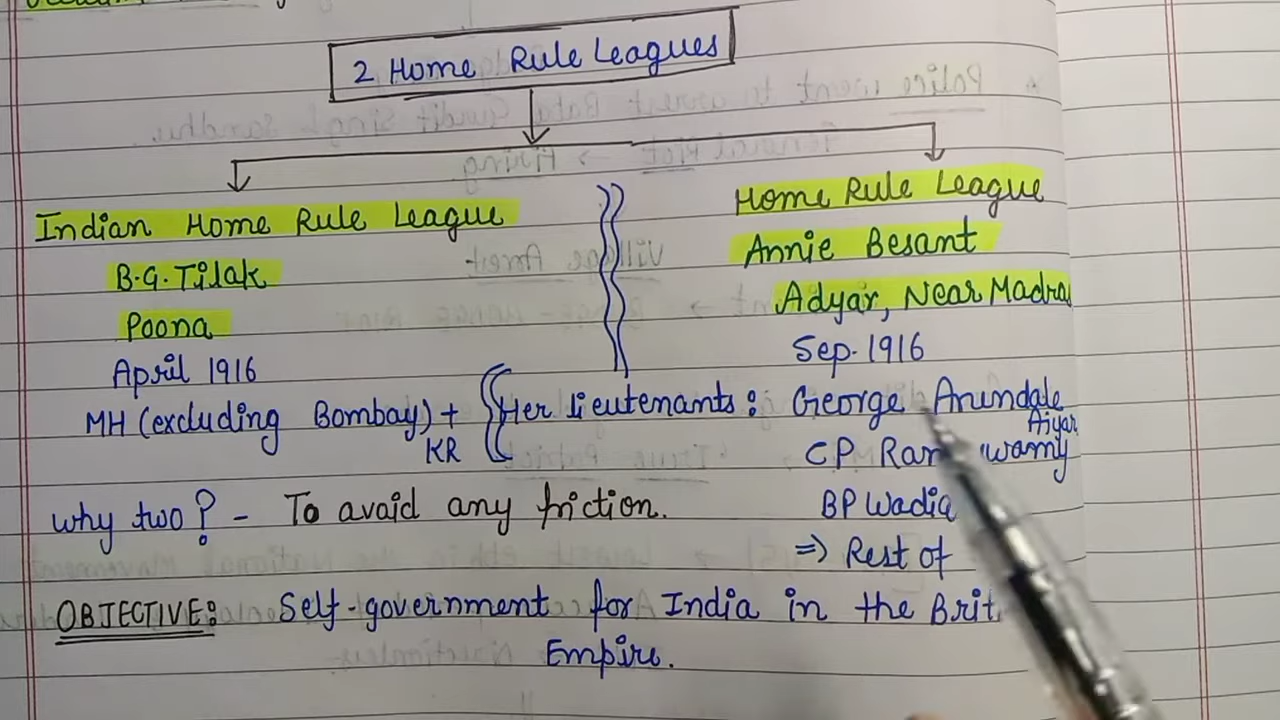 2 Home Rule Leagues
Indian Home Rule League
B.G. Tilak
Poona
April 1916
MH (excluding Bombay) +
KR
Home Rule League
Annie Besant
Adyar, Near Madra
Sep. 1916
Her lieutenants : George Arundale
CP Ram wamy Aiyar
BP Wadia
⇒ Rest of
why two? - To avoid any friction.
OBJECTIVE: Self-government for India in the Brit
Empire.